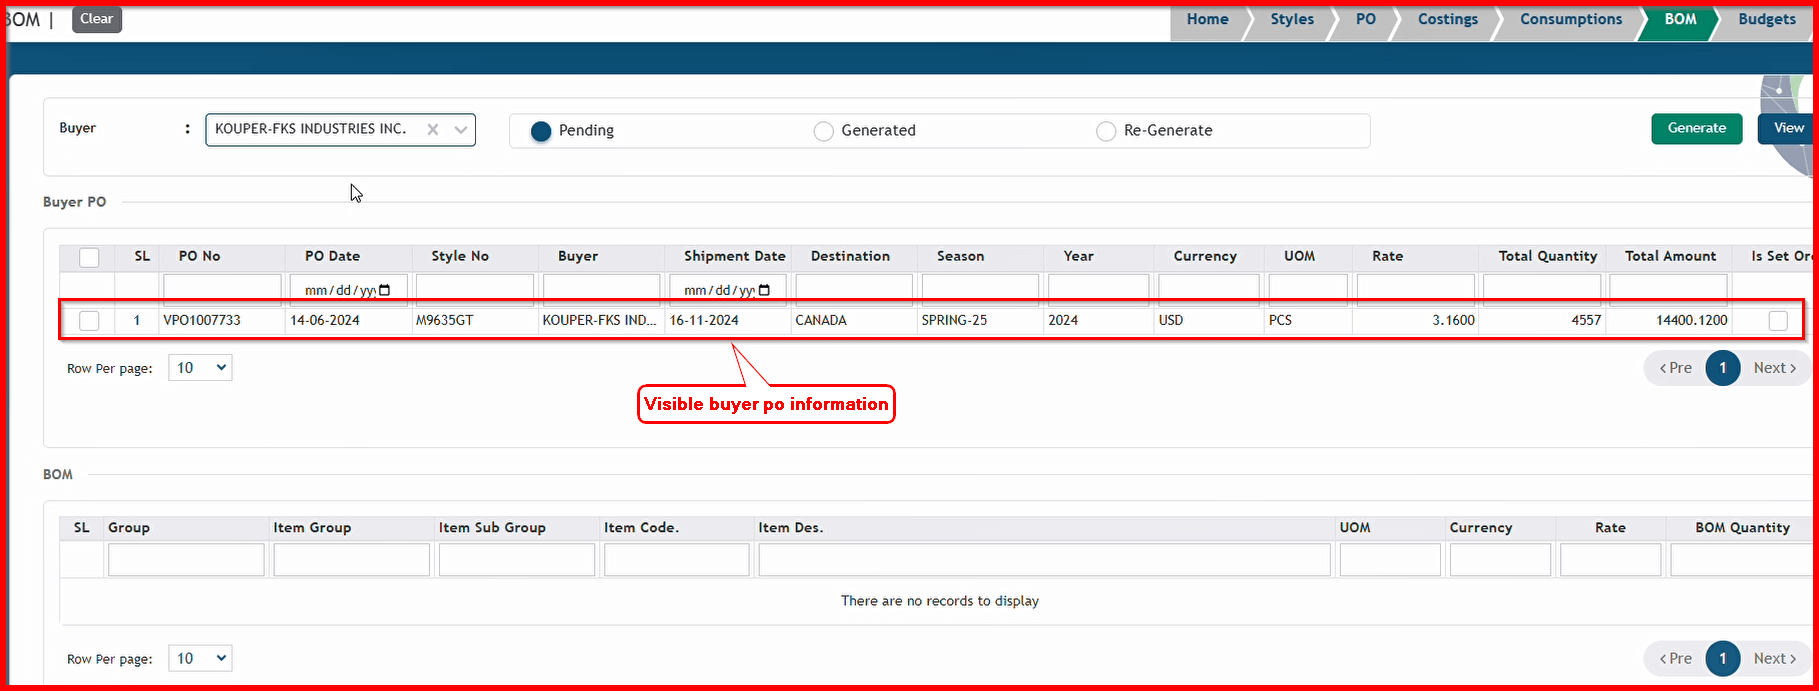 BOM |
Clear
Home Styles PO Costings Consumptions BOM Budgets
Buyer : KOUPER-FKS INDUSTRIES INC. Pending Generated Re-Generate Generate View
Buyer PO
SL PO No PO Date Style No Buyer Shipment Date Destination Season Year Currency UOM Rate Total Quantity Total Amount Is Set Or
mm/dd/yy mm/dd/yy
1 VPO1007733 14-06-2024 M9635GT KOUPER-FKS IND... 16-11-2024 CANADA SPRING-25 2024 USD PCS 3.1600 4557 14400.1200
Row Per page: 10 ‹ Pre 1 Next ›
Visible buyer po information
BOM
SL Group Item Group Item Sub Group Item Code. Item Des. UOM Currency Rate BOM Quantity
There are no records to display
Row Per page: 10 ‹ Pre 1 Next ›